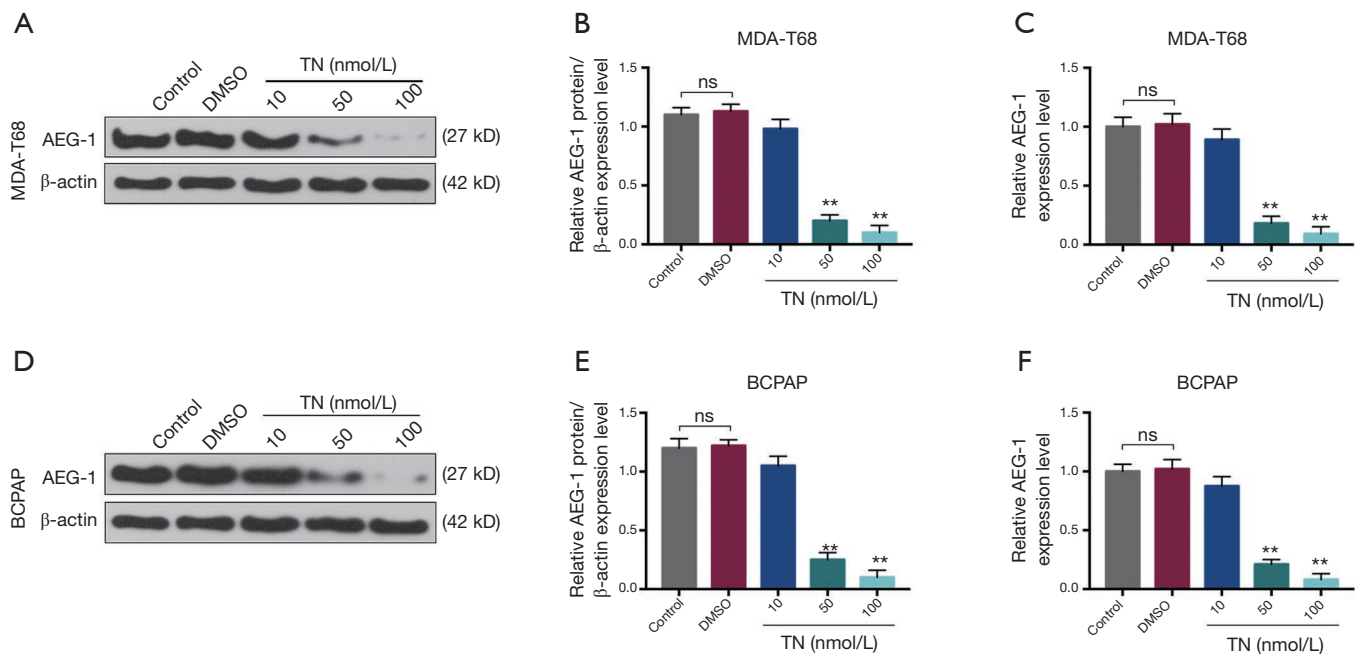 A
Control
DMSO
TN (nmol/L)
10
50
100
MDA-T68
AEG-1
(27 kD)
β-actin
(42 kD)
B
MDA-T68
Relative AEG-1 protein/
β-actin expression level
1.5
1.0
0.5
0.0
ns
**
**
Control
DMSO
10
50
100
TN (nmol/L)
C
MDA-T68
Relative AEG-1
expression level
1.5
1.0
0.5
0.0
ns
**
**
Control
DMSO
10
50
100
TN (nmol/L)
D
Control
DMSO
TN (nmol/L)
10
50
100
BCPAP
AEG-1
(27 kD)
β-actin
(42 kD)
E
BCPAP
Relative AEG-1 protein/
β-actin expression level
1.5
1.0
0.5
0.0
ns
**
**
Control
DMSO
10
50
100
TN (nmol/L)
F
BCPAP
Relative AEG-1
expression level
1.5
1.0
0.5
0.0
ns
**
**
Control
DMSO
10
50
100
TN (nmol/L)